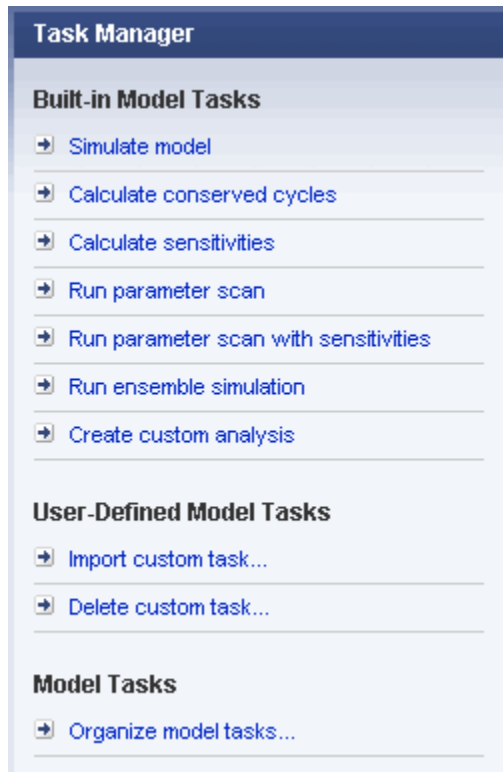 Task Manager
Built-in Model Tasks
Simulate model
Calculate conserved cycles
Calculate sensitivities
Run parameter scan
Run parameter scan with sensitivities
Run ensemble simulation
Create custom analysis
User-Defined Model Tasks
Import custom task...
Delete custom task...
Model Tasks
Organize model tasks...